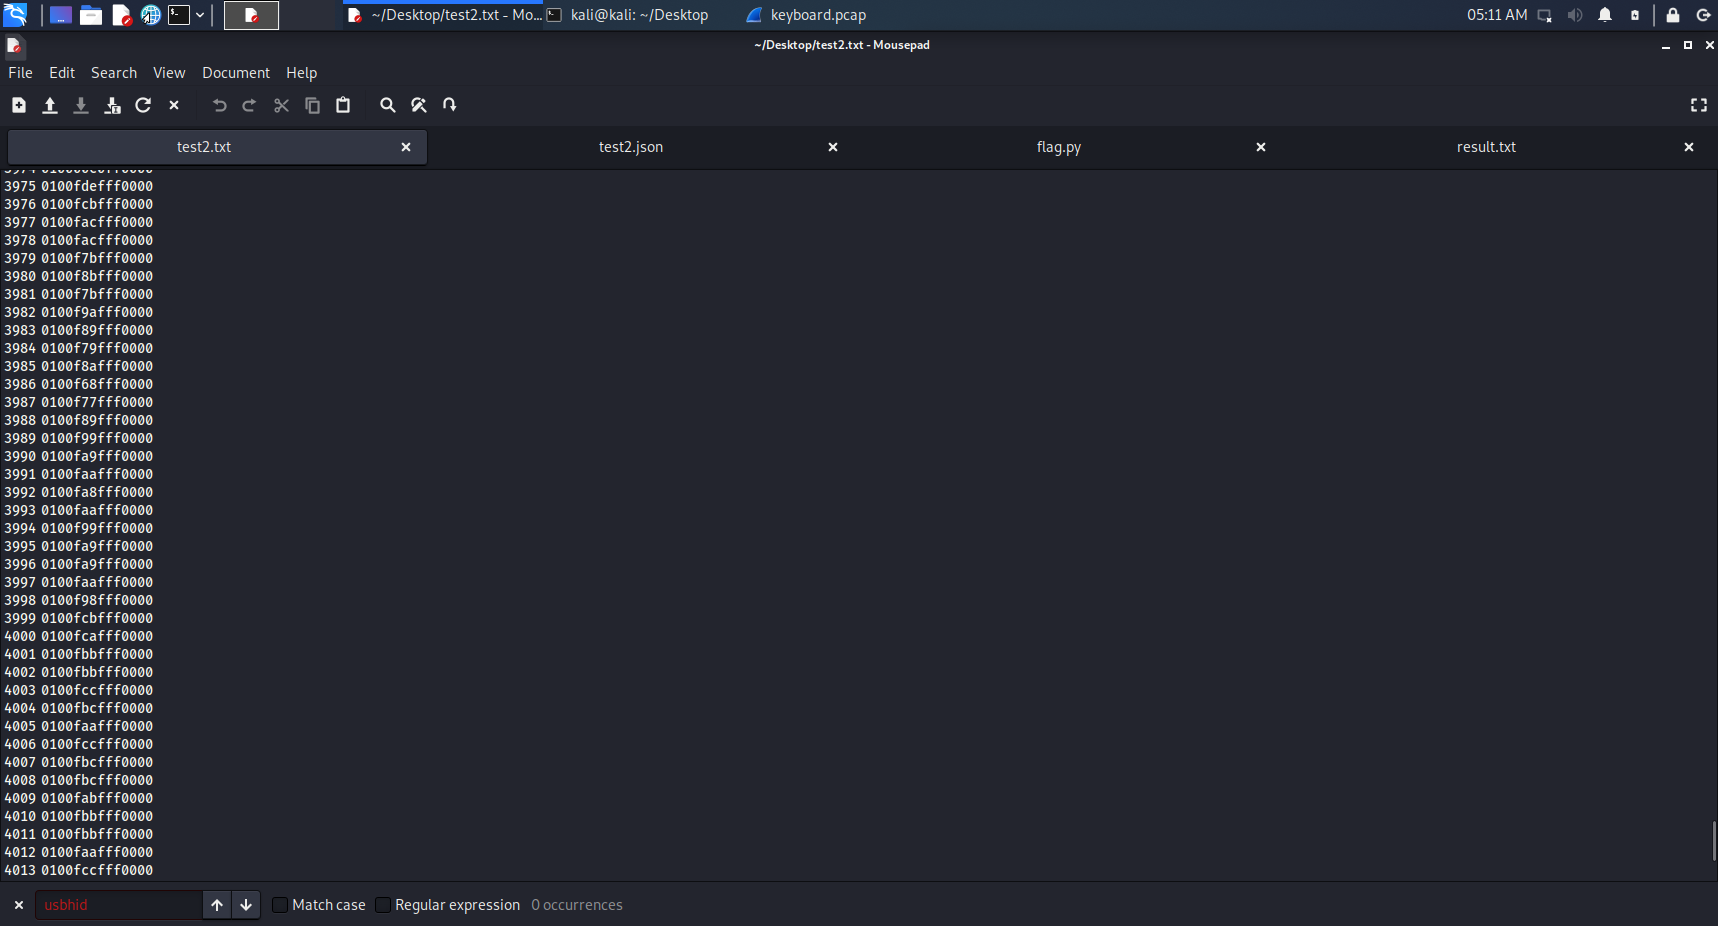 ~/Desktop/test2.txt - Mo... kali@kali: ~/Desktop keyboard.pcap 05:11 AM
~/Desktop/test2.txt - Mousepad
File Edit Search View Document Help
test2.txt test2.json flag.py result.txt
3975 0100fdefff0000
3976 0100fcbfff0000
3977 0100facfff0000
3978 0100facfff0000
3979 0100f7bfff0000
3980 0100f8bfff0000
3981 0100f7bfff0000
3982 0100f9afff0000
3983 0100f89fff0000
3984 0100f79fff0000
3985 0100f8afff0000
3986 0100f68fff0000
3987 0100f77fff0000
3988 0100f89fff0000
3989 0100f99fff0000
3990 0100fa9fff0000
3991 0100faafff0000
3992 0100fa8fff0000
3993 0100faafff0000
3994 0100f99fff0000
3995 0100fa9fff0000
3996 0100fa9fff0000
3997 0100faafff0000
3998 0100f98fff0000
3999 0100fcbfff0000
4000 0100fcafff0000
4001 0100fbbfff0000
4002 0100fbbfff0000
4003 0100fccfff0000
4004 0100fbcfff0000
4005 0100faafff0000
4006 0100fccfff0000
4007 0100fbcfff0000
4008 0100fbcfff0000
4009 0100fabfff0000
4010 0100fbbfff0000
4011 0100fbbfff0000
4012 0100faafff0000
4013 0100fccfff0000
usbhid Match case Regular expression 0 occurrences